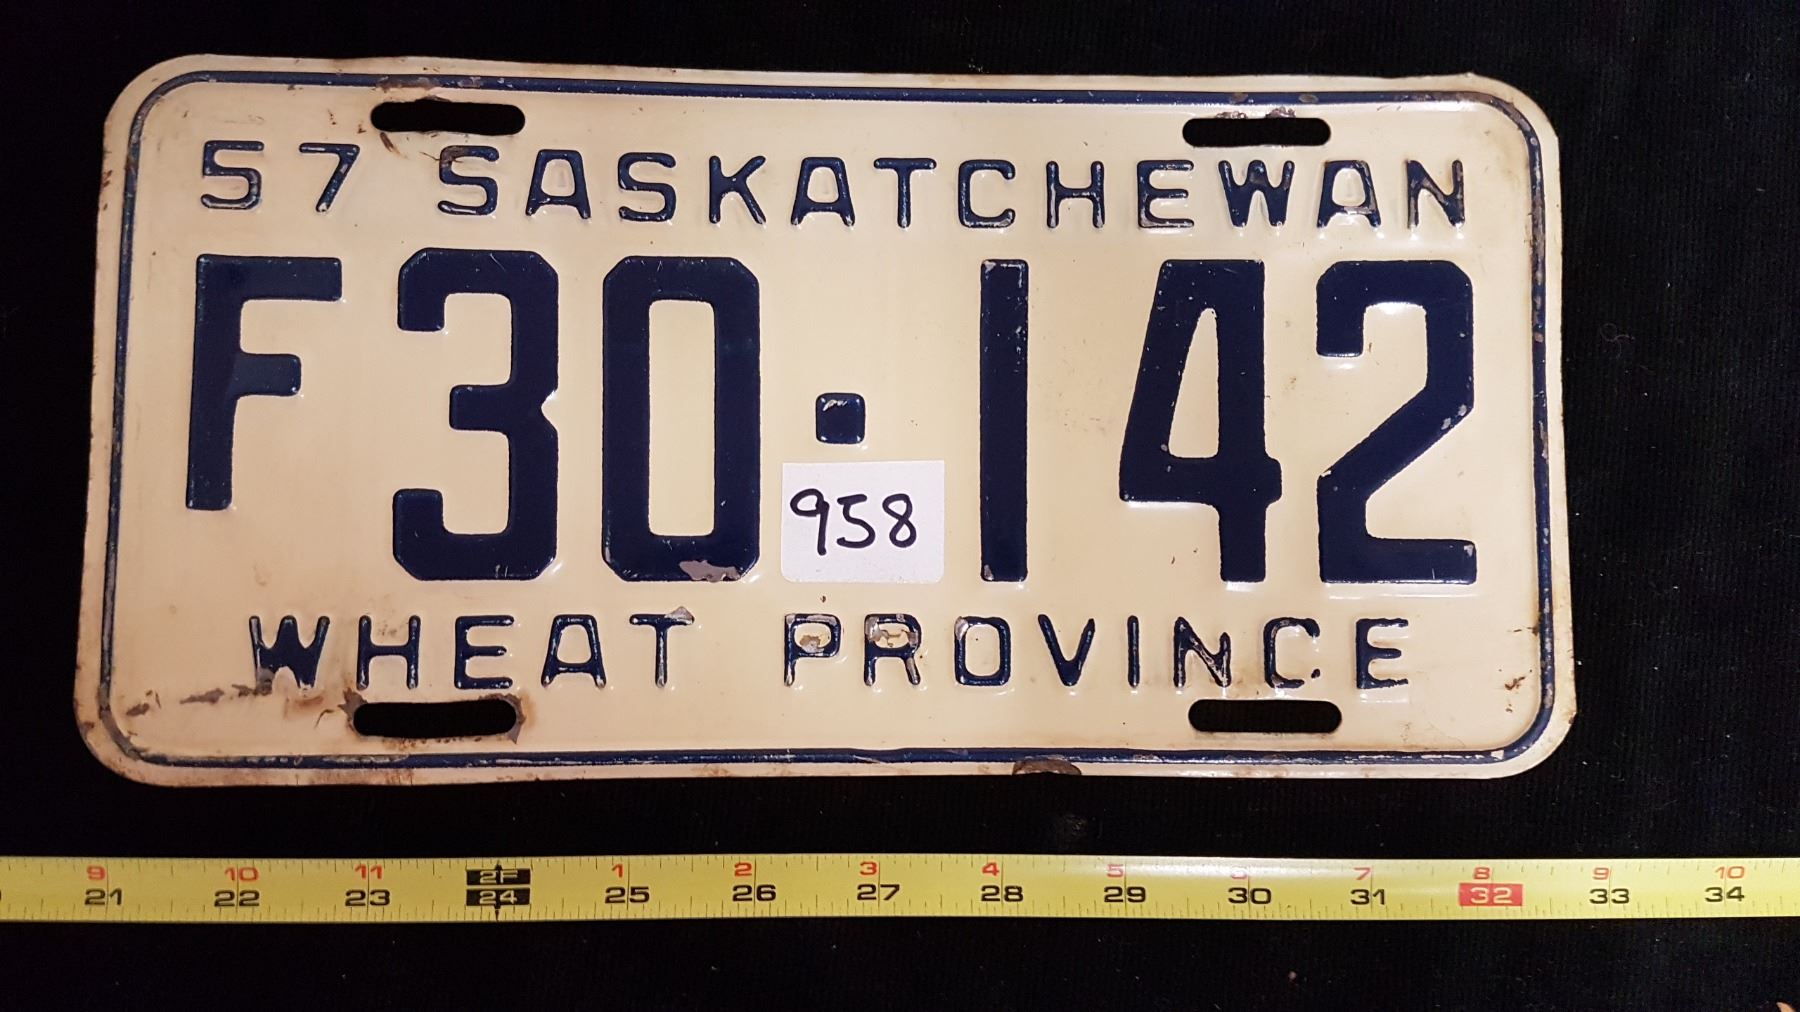 57 SASKATCHEWAN
F30·142
958
WHEAT PROVINCE
9 10 11 2F 1 2 3 4 5 6 7 8 9 10
21 22 23 24 25 26 27 28 29 30 31 32 33 34